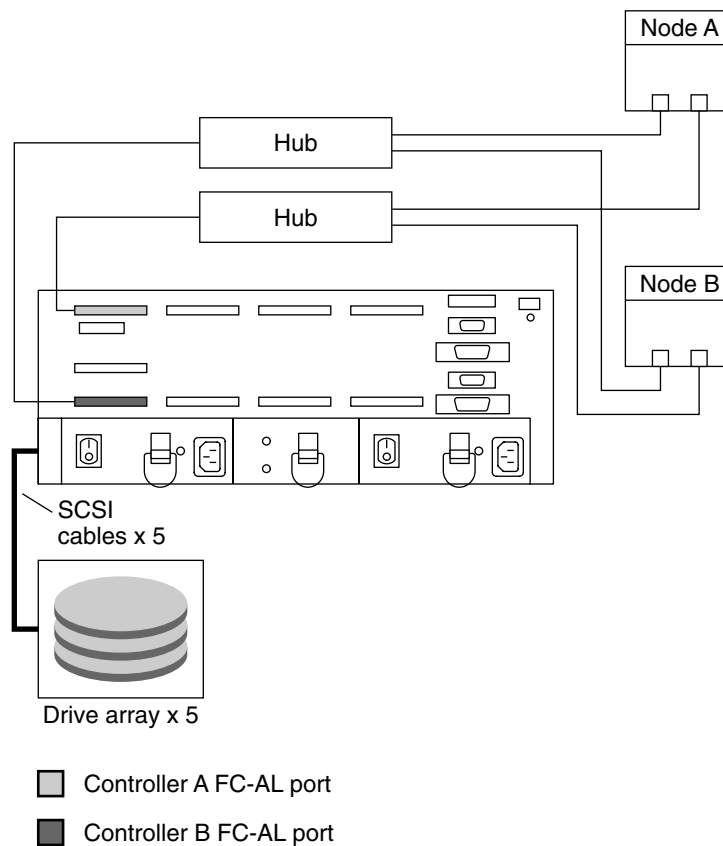 Node A
Hub
Hub
Node B
SCSI
cables x 5
Drive array x 5
Controller A FC-AL port
Controller B FC-AL port